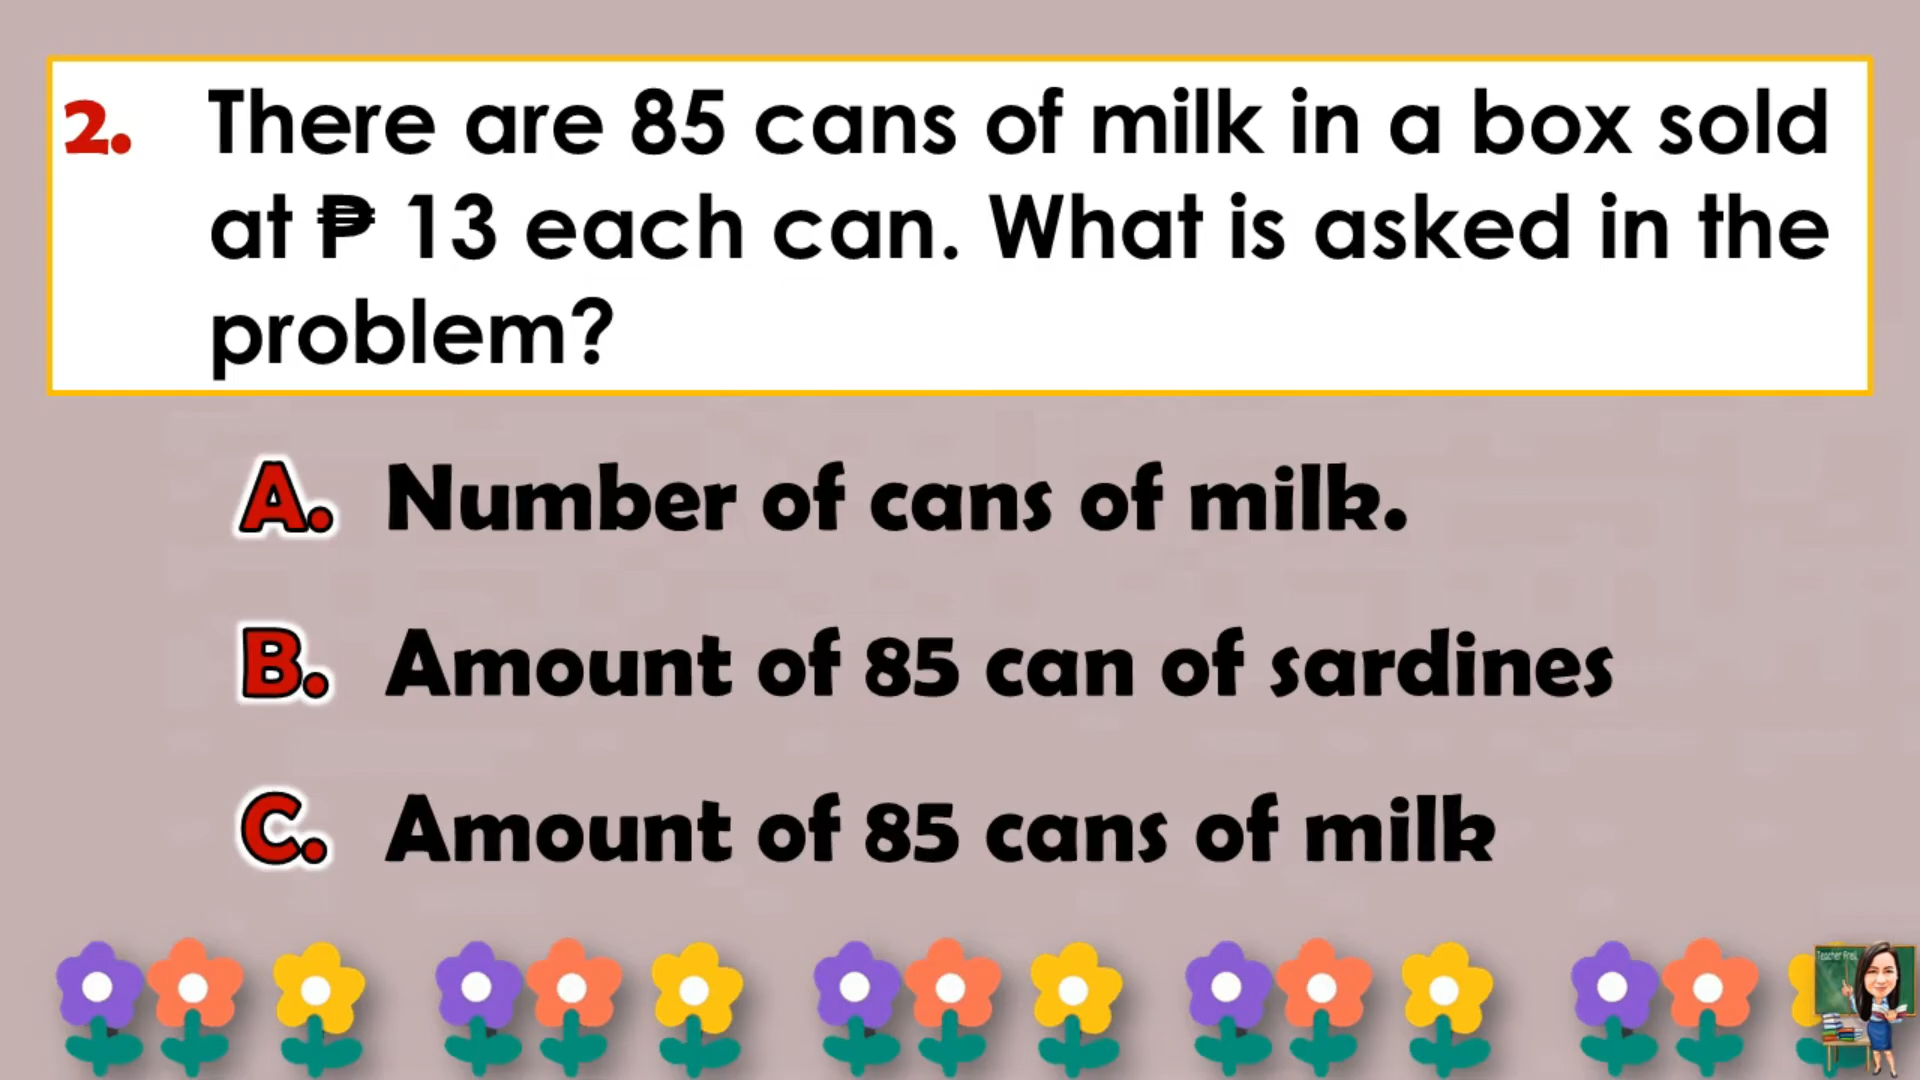 2. There are 85 cans of milk in a box sold
at ₱ 13 each can. What is asked in the
problem?
A. Number of cans of milk.
B. Amount of 85 can of sardines
C. Amount of 85 cans of milk